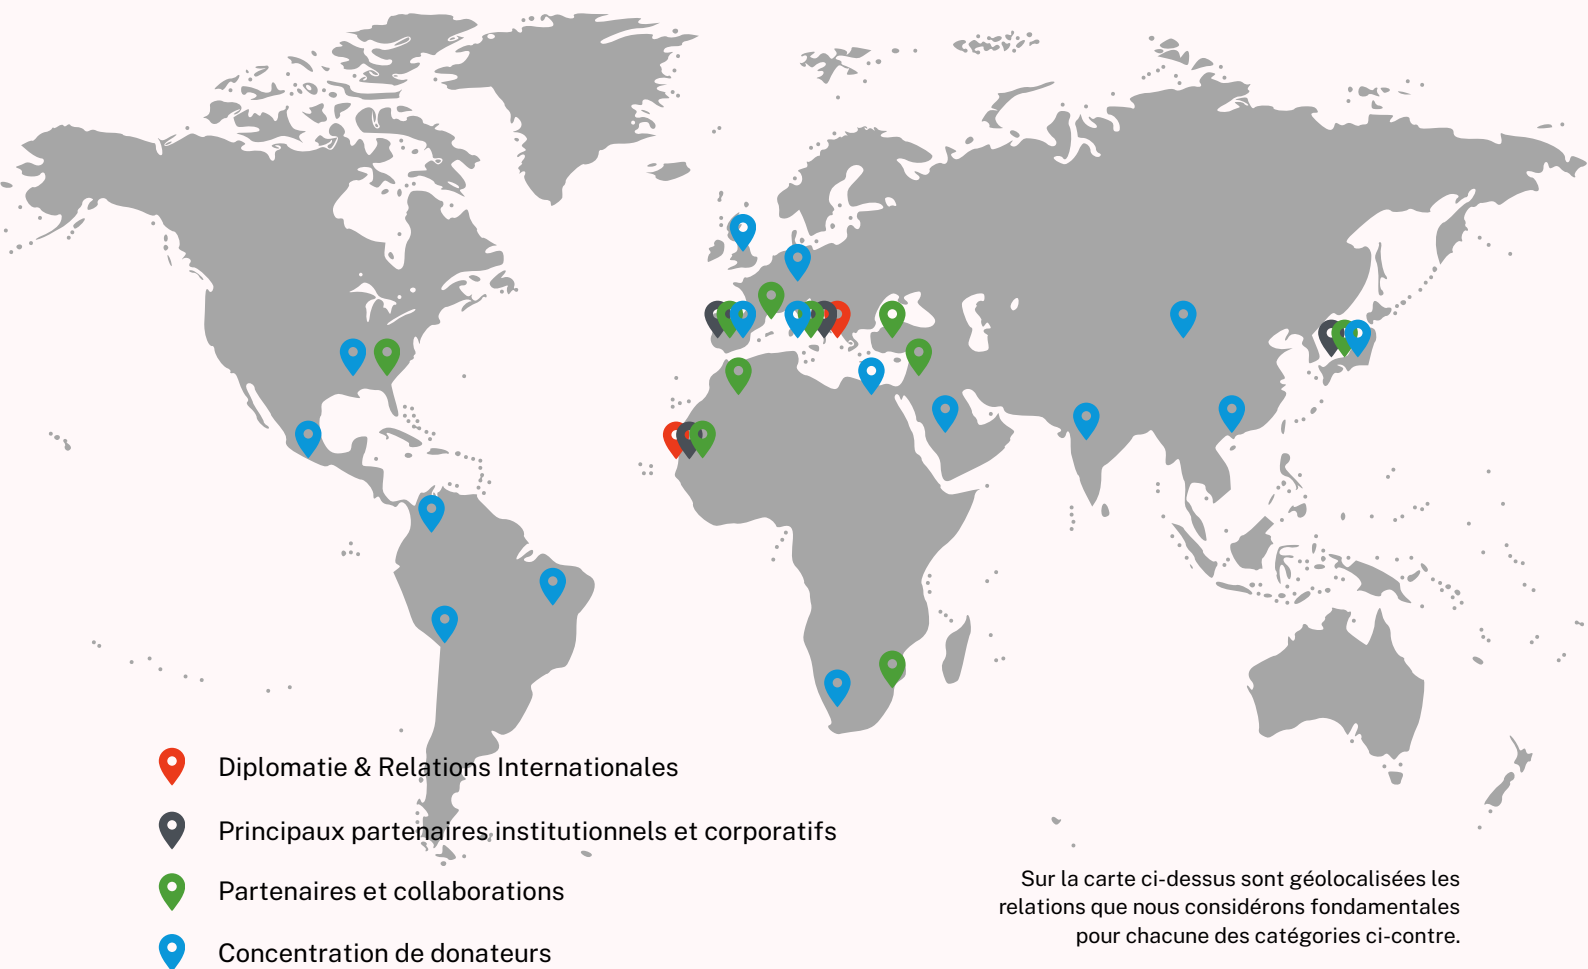 Diplomatie & Relations Internationales
Principaux partenaires institutionnels et corporatifs
Partenaires et collaborations
Concentration de donateurs
Sur la carte ci-dessus sont géolocalisées les
relations que nous considérons fondamentales
pour chacune des catégories ci-contre.